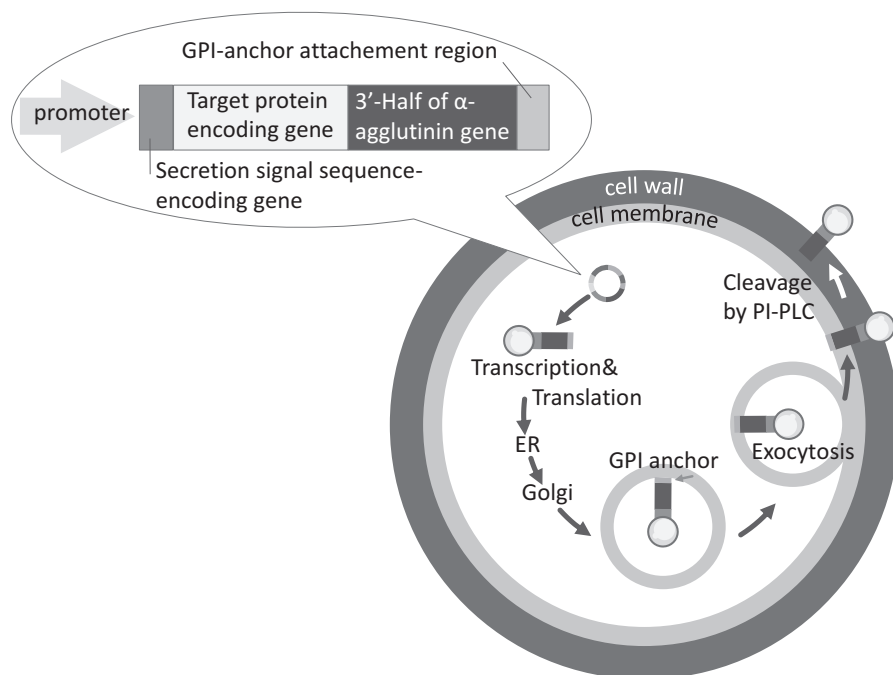 GPI-anchor attachement region
promoter
Target protein
encoding gene
3′-Half of α-
agglutinin gene
Secretion signal sequence-
encoding gene
cell wall
cell membrane
Cleavage
by PI-PLC
Transcription&
Translation
ER
Golgi
GPI anchor
Exocytosis